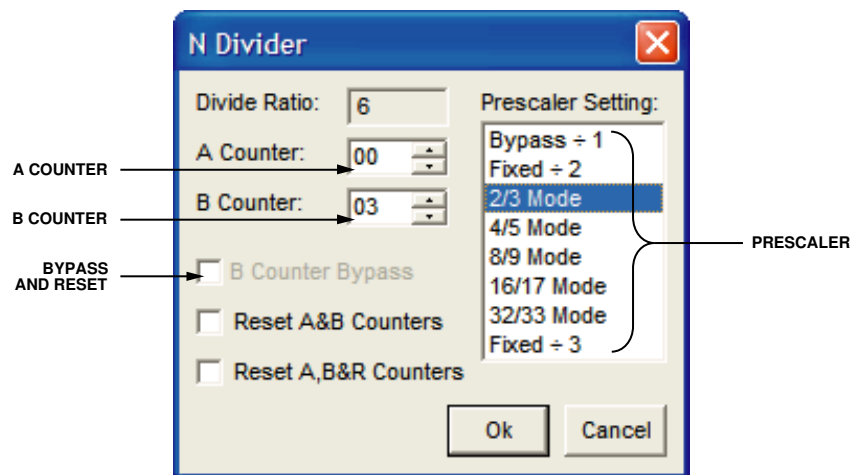 N Divider
Divide Ratio: 6
Prescaler Setting:
A Counter: 00
B Counter: 03
Bypass ÷ 1
Fixed ÷ 2
2/3 Mode
4/5 Mode
8/9 Mode
16/17 Mode
32/33 Mode
Fixed ÷ 3
B Counter Bypass
Reset A&B Counters
Reset A,B&R Counters
Ok
Cancel
A COUNTER
B COUNTER
BYPASS
AND RESET
PRESCALER